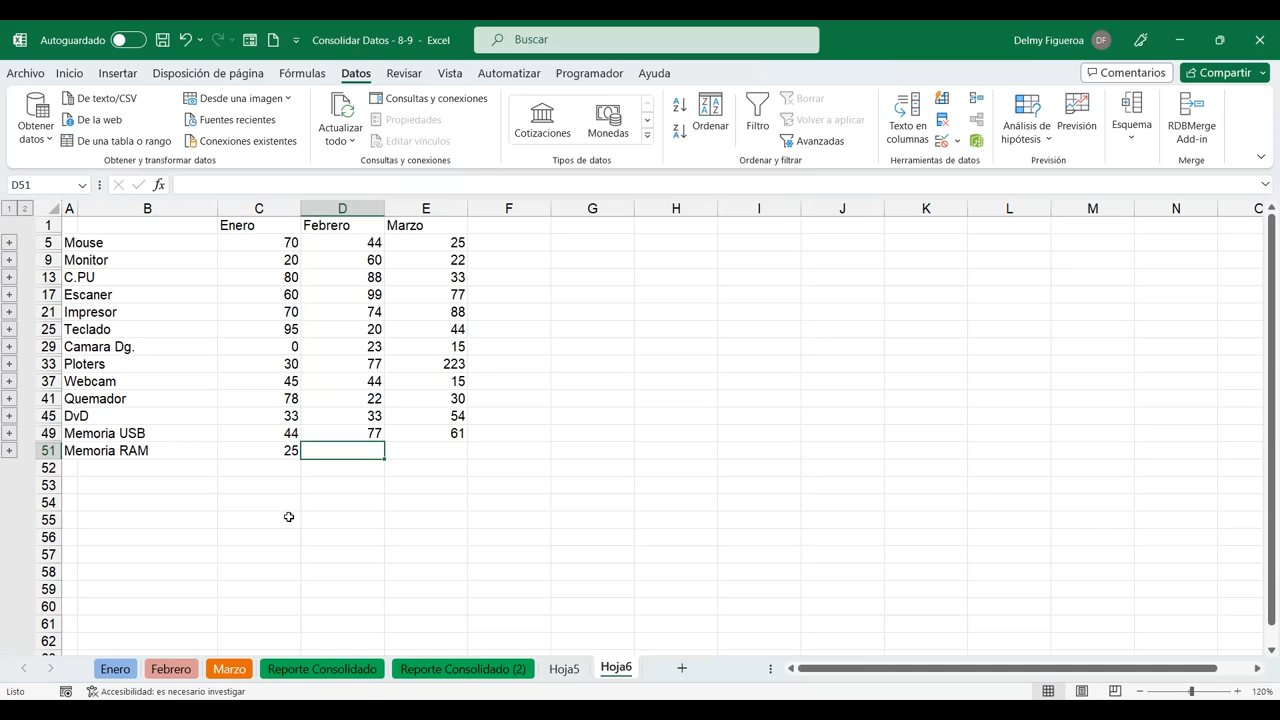 Autoguardado
Consolidar Datos - 8-9 - Excel
Buscar
Delmy Figueroa DF
Archivo Inicio Insertar Disposición de página Fórmulas Datos Revisar Vista Automatizar Programador Ayuda
Comentarios Compartir
Obtener datos
De texto/CSV
De la web
De una tabla o rango
Desde una imagen
Fuentes recientes
Conexiones existentes
Obtener y transformar datos
Actualizar todo
Consultas y conexiones
Propiedades
Editar vínculos
Consultas y conexiones
Cotizaciones Monedas
Tipos de datos
Ordenar Filtro
Borrar
Volver a aplicar
Avanzadas
Ordenar y filtrar
Texto en columnas
Herramientas de datos
Análisis de hipótesis
Previsión
Previsión
Esquema
RDBMerge Add-in
Merge
D51 fx
1 2 A B C D E F G H I J K L M N O
1 Enero Febrero Marzo
5 Mouse 70 44 25
9 Monitor 20 60 22
13 C.PU 80 88 33
17 Escaner 60 99 77
21 Impresor 70 74 88
25 Teclado 95 20 44
29 Camara Dg. 0 23 15
33 Ploters 30 77 223
37 Webcam 45 44 15
41 Quemador 78 22 30
45 DvD 33 33 54
49 Memoria USB 44 77 61
51 Memoria RAM 25
52
53
54
55
56
57
58
59
60
61
62
Enero Febrero Marzo Reporte Consolidado Reporte Consolidado (2) Hoja5 Hoja6
Listo Accesibilidad: es necesario investigar 120%